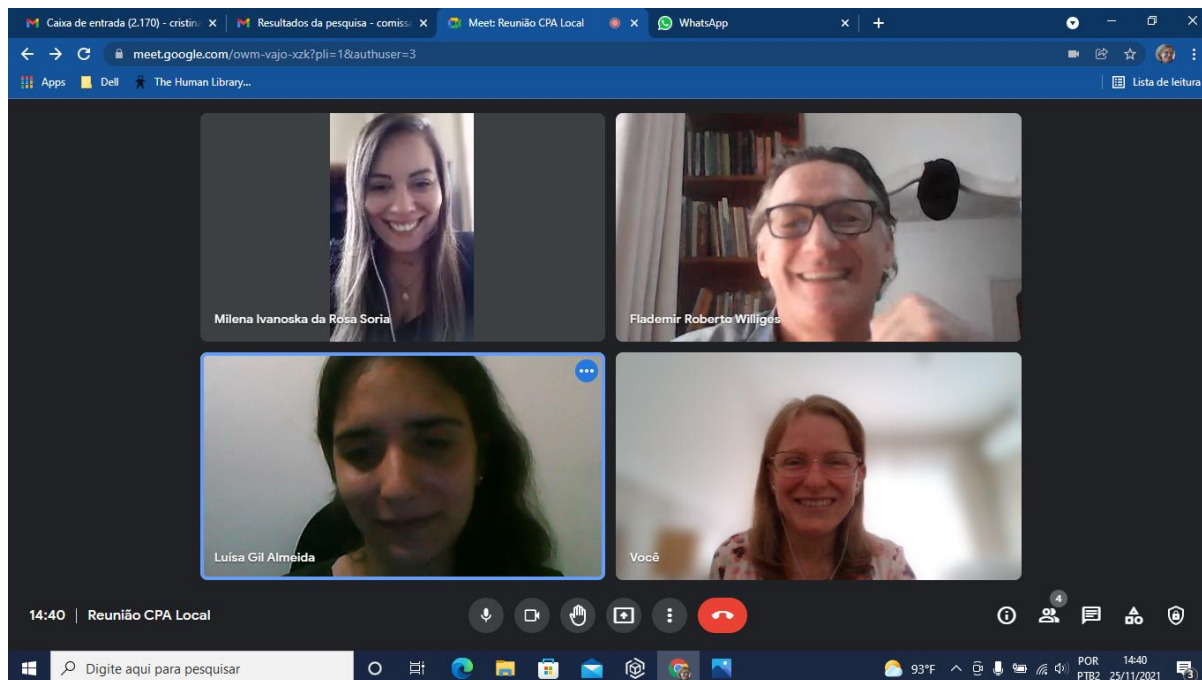 Caixa de entrada (2.170) - cristin
Resultados da pesquisa - comiss
Meet: Reunião CPA Local
WhatsApp
meet.google.com/owm-vajo-xzk?pli=1&authuser=3
Apps
Dell
The Human Library...
Lista de leitura
Milena Ivanoska da Rosa Soria
Flademir Roberto Williges
Luísa Gil Almeida
Você
14:40 | Reunião CPA Local
4
Digite aqui para pesquisar
93°F
POR
PTB2
14:40
25/11/2021
3